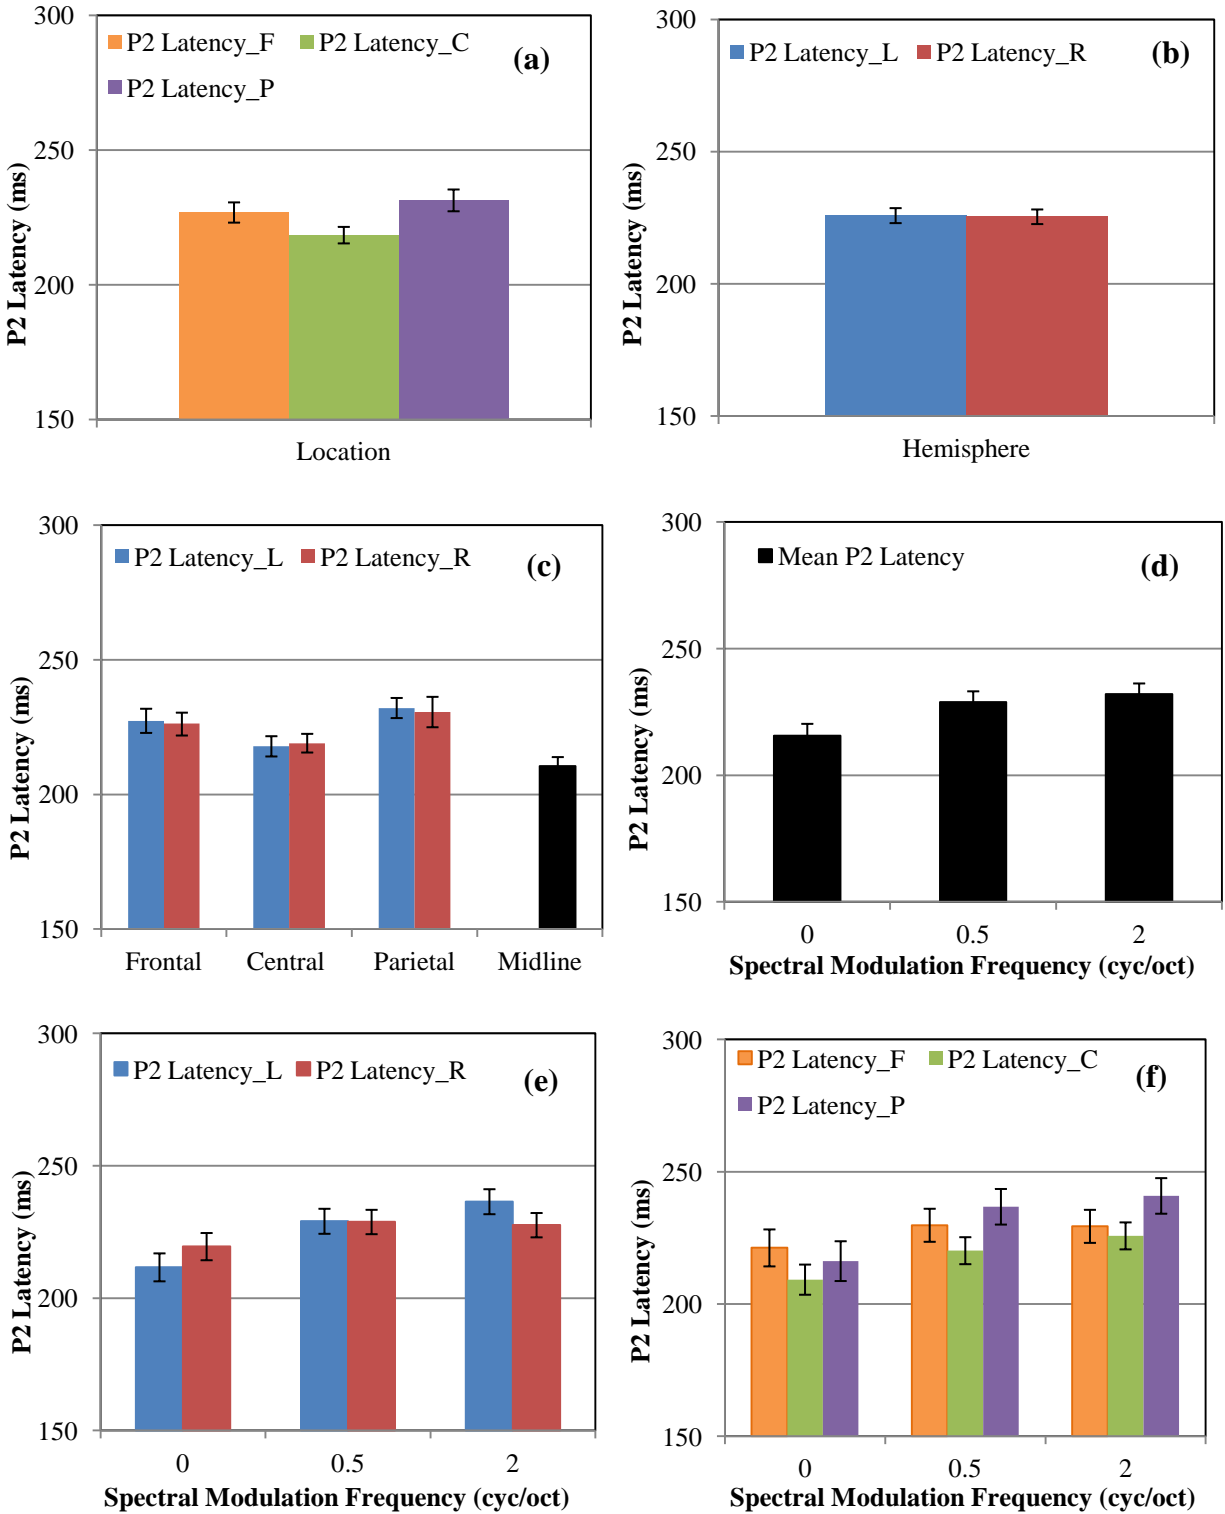 300
250
200
150
P2 Latency (ms)
P2 Latency_F P2 Latency_C
P2 Latency_P
(a)
Location
300
250
200
150
P2 Latency (ms)
P2 Latency_L P2 Latency_R
(b)
Hemisphere
300
250
200
150
P2 Latency (ms)
P2 Latency_L P2 Latency_R
(c)
Frontal Central Parietal Midline
300
250
200
150
P2 Latency (ms)
Mean P2 Latency
(d)
0 0.5 2
Spectral Modulation Frequency (cyc/oct)
300
250
200
150
P2 Latency (ms)
P2 Latency_L P2 Latency_R
(e)
0 0.5 2
Spectral Modulation Frequency (cyc/oct)
300
250
200
150
P2 Latency (ms)
P2 Latency_F P2 Latency_C
P2 Latency_P
(f)
0 0.5 2
Spectral Modulation Frequency (cyc/oct)